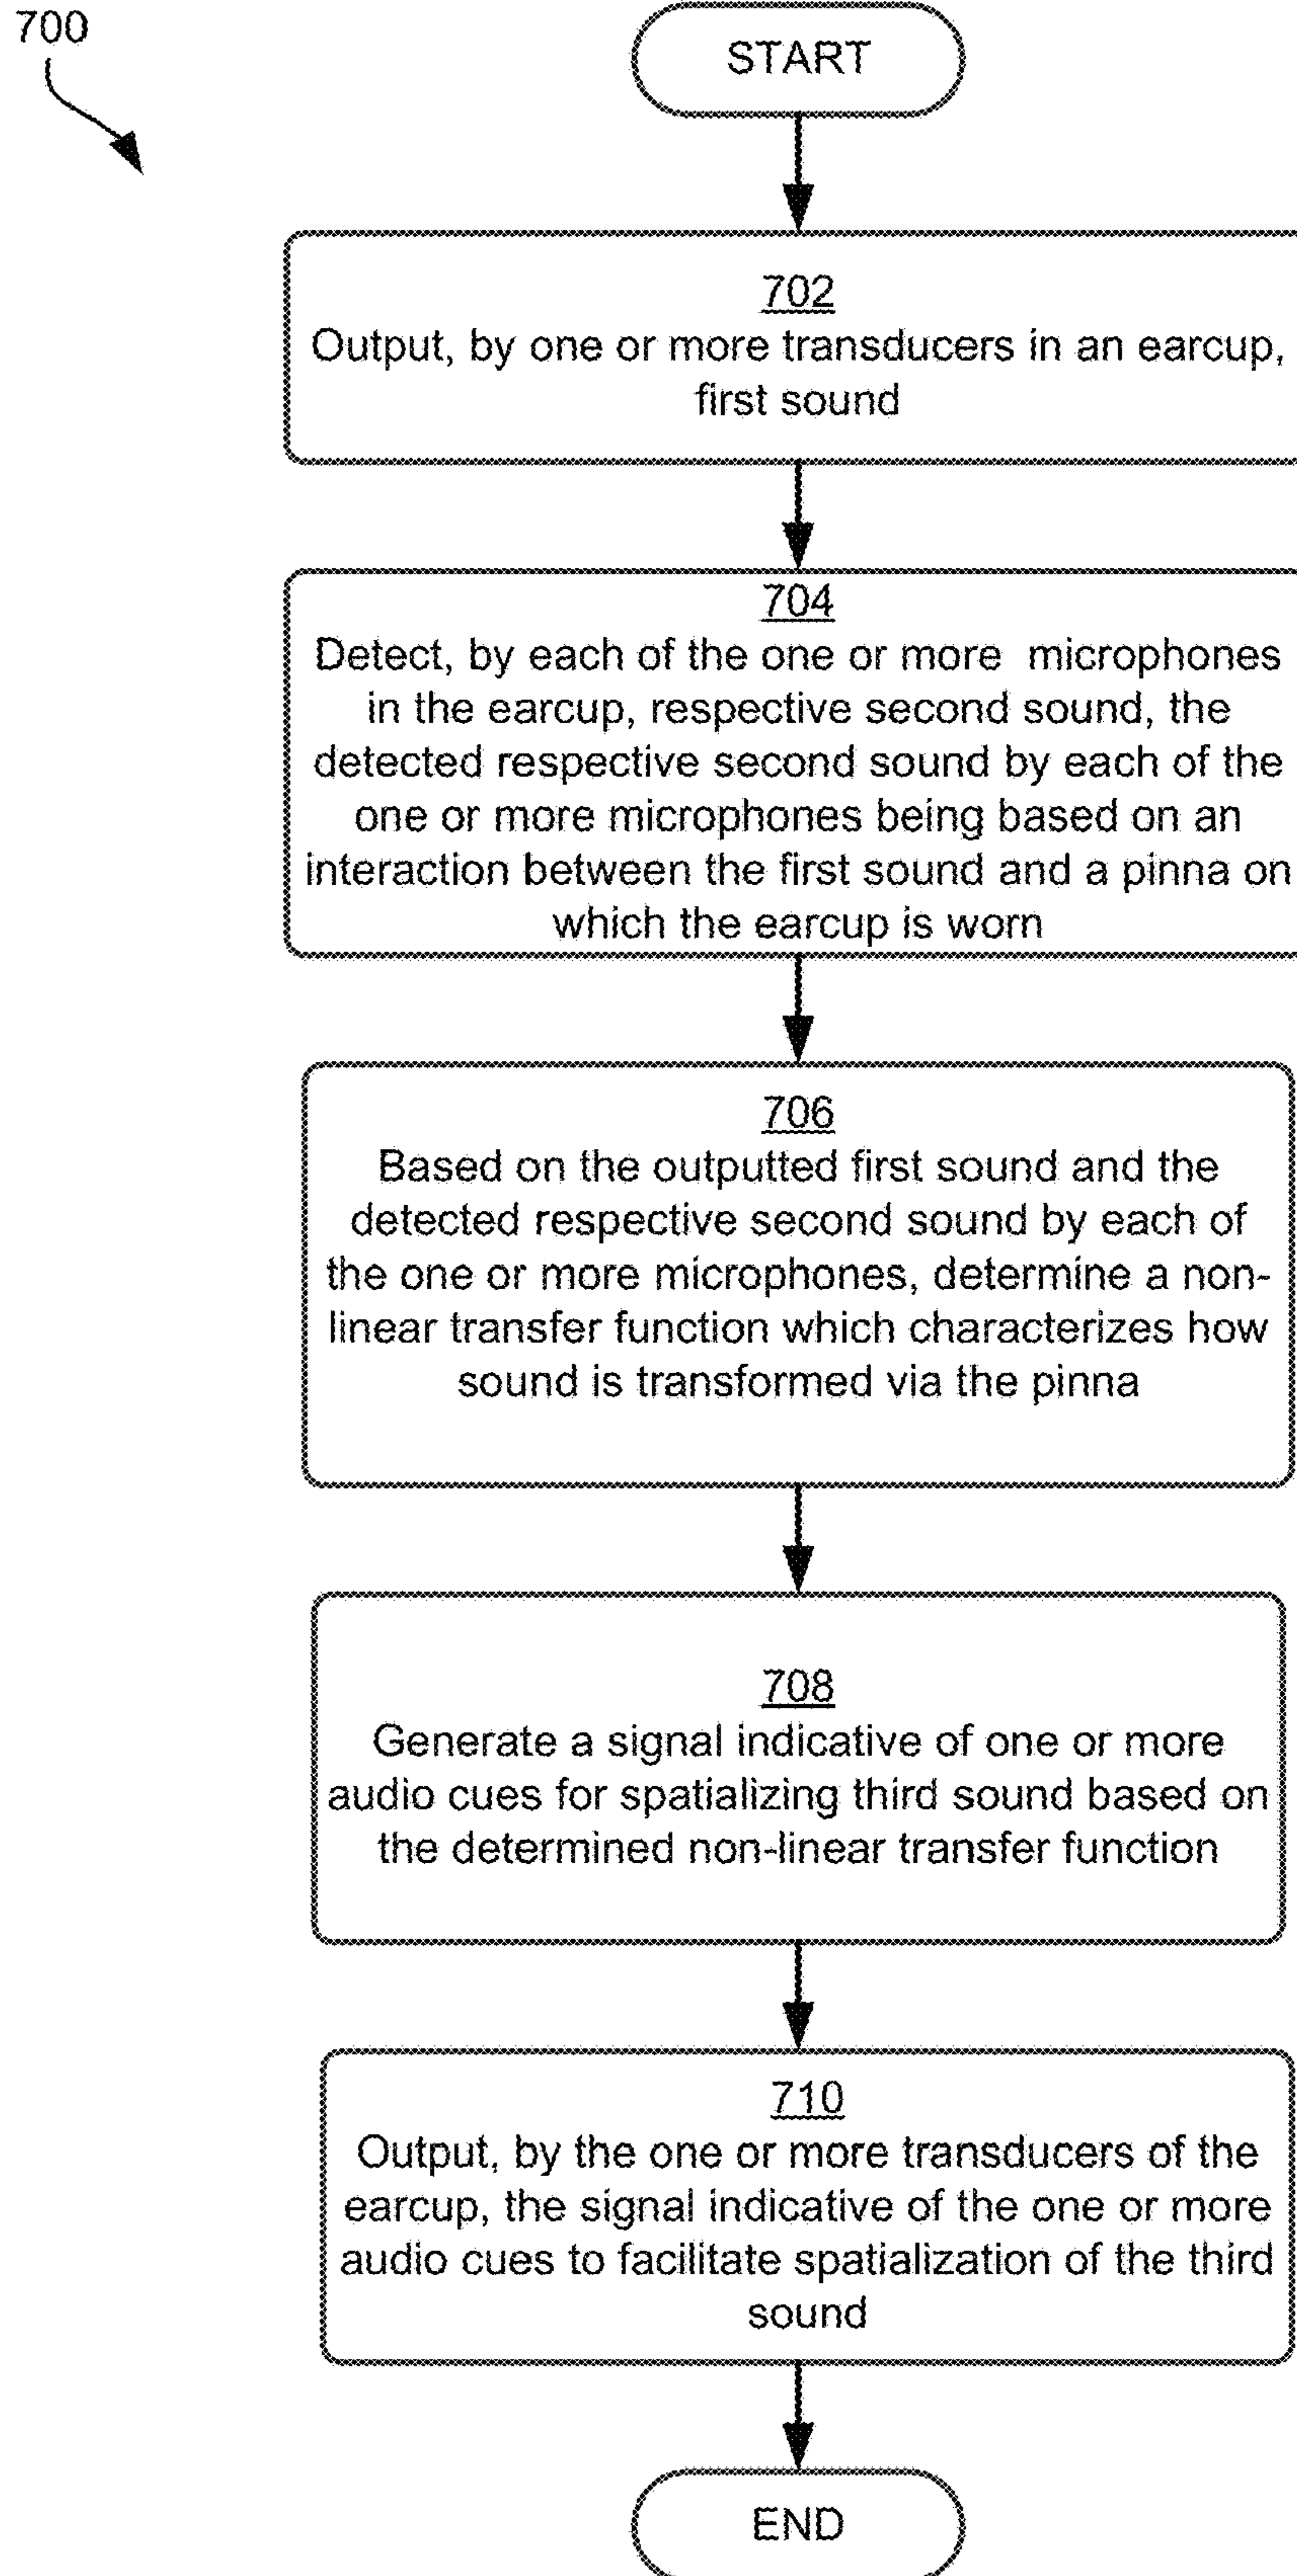 700
START
702
Output, by one or more transducers in an earcup,
first sound
704
Detect, by each of the one or more microphones
in the earcup, respective second sound, the
detected respective second sound by each of the
one or more microphones being based on an
interaction between the first sound and a pinna on
which the earcup is worn
706
Based on the outputted first sound and the
detected respective second sound by each of
the one or more microphones, determine a non-
linear transfer function which characterizes how
sound is transformed via the pinna
708
Generate a signal indicative of one or more
audio cues for spatializing third sound based on
the determined non-linear transfer function
710
Output, by the one or more transducers of the
earcup, the signal indicative of the one or more
audio cues to facilitate spatialization of the third
sound
END